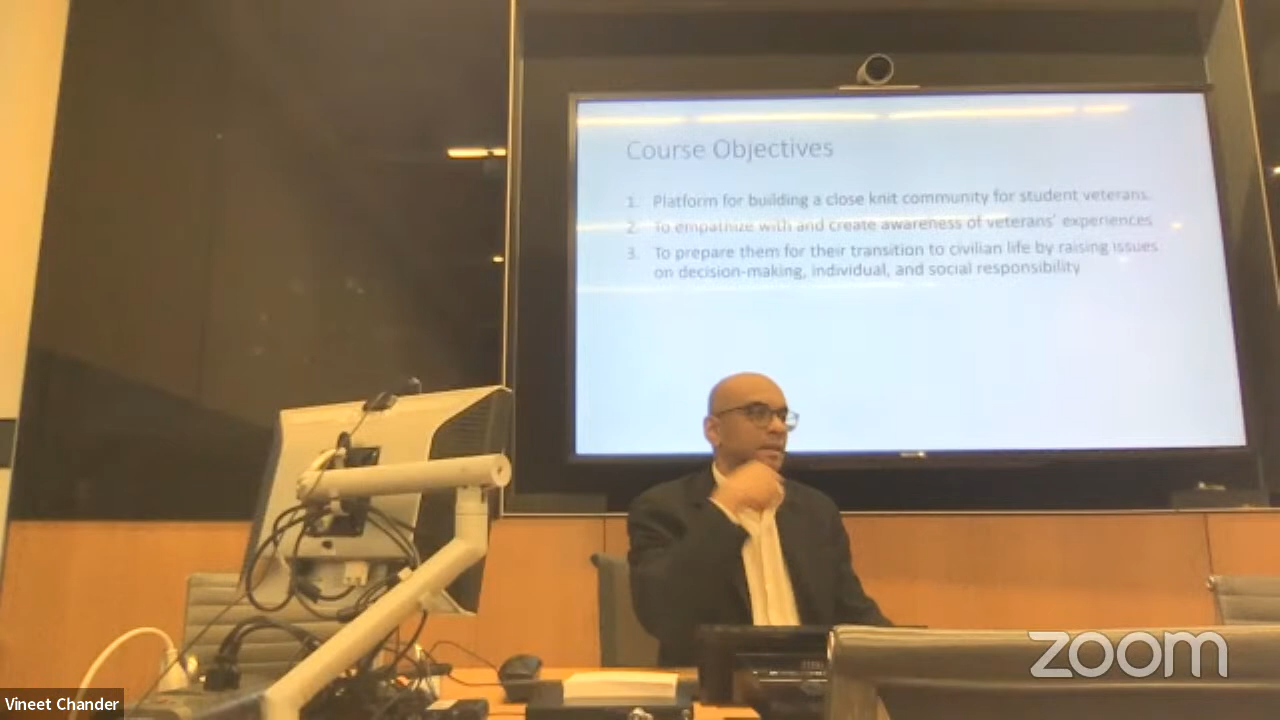 Course Objectives
1. Platform for building a close knit community for student veterans.
2. To empathize with and create awareness of veterans' experiences
3. To prepare them for their transition to civilian life by raising issues
on decision-making, individual, and social responsibility
zoom
Vineet Chander